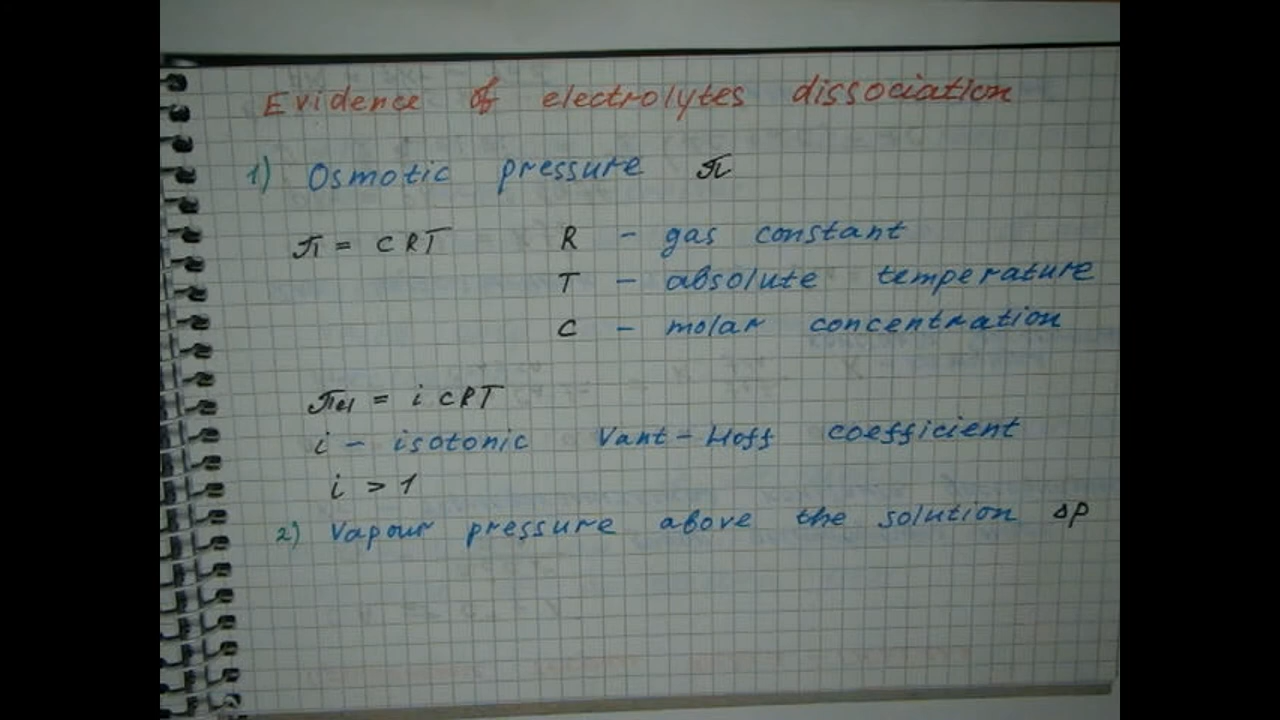 Evidence of electrolytes dissociation
1) Osmotic pressure π
π = CRT R - gas constant
T - absolute temperature
C - molar concentration
π = i CRT
i - isotonic Vant-Hoff coefficient
i > 1
2) Vapour pressure above the solution ΔP